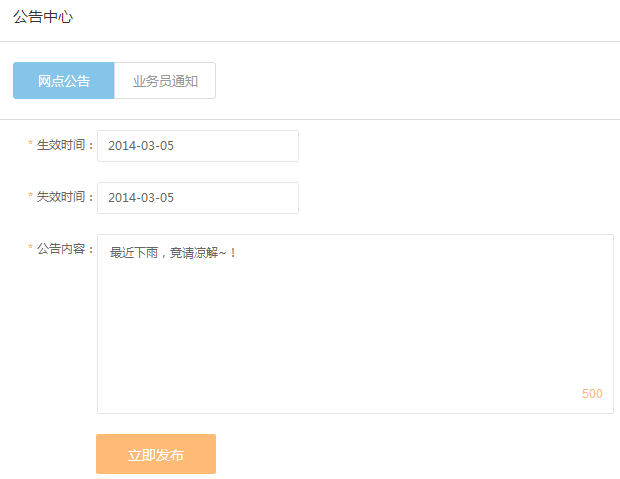 公告中心
网点公告 业务员通知
* 生效时间： 2014-03-05
* 失效时间： 2014-03-05
* 公告内容： 最近下雨，竟请凉解~！
500
立即发布